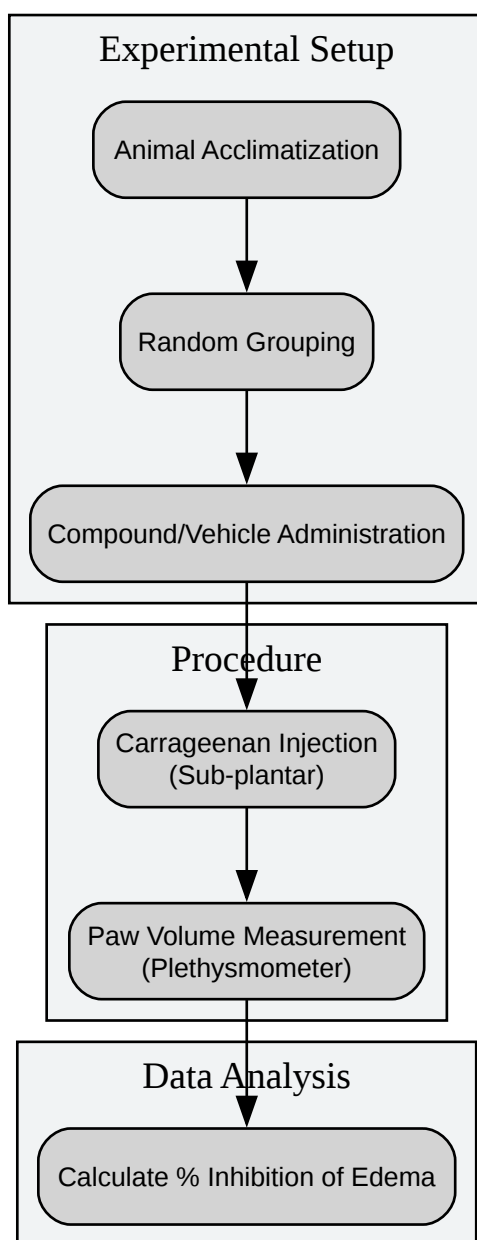 Experimental Setup
Animal Acclimatization
Random Grouping
Compound/Vehicle Administration
Procedure
Carrageenan Injection
(Sub-plantar)
Paw Volume Measurement
(Plethysmometer)
Data Analysis
Calculate % Inhibition of Edema